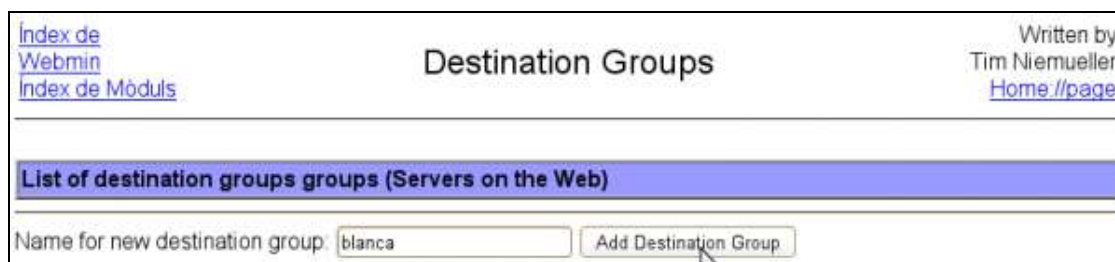 Índex de
Webmin
Índex de Mòduls
Destination Groups
Written by
Tim Niemueller
Home://page
List of destination groups groups (Servers on the Web)
Name for new destination group: blanca Add Destination Group